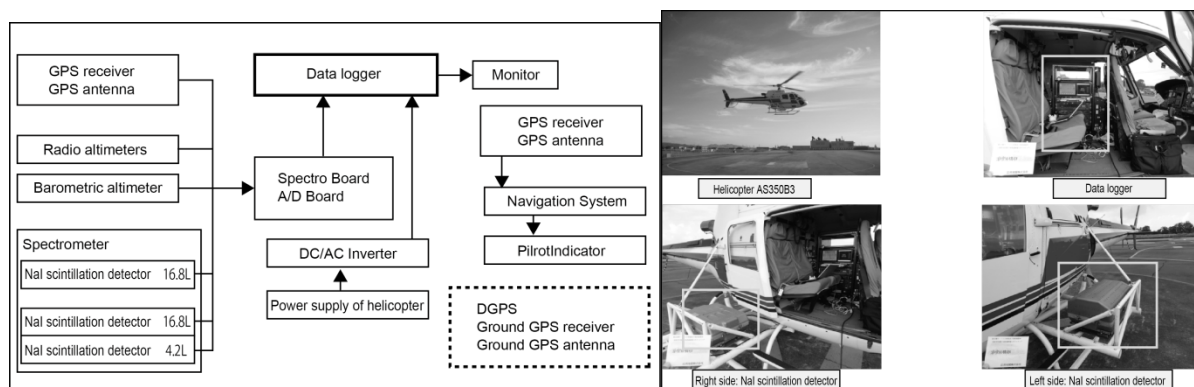 GPS receiver
GPS antenna
Radio altimeters
Barometric altimeter
Spectrometer
NaI scintillation detector 16.8L
NaI scintillation detector 16.8L
NaI scintillation detector 4.2L
Data logger
Spectro Board
A/D Board
DC/AC Inverter
Power supply of helicopter
Monitor
GPS receiver
GPS antenna
Navigation System
PilrotIndicator
DGPS
Ground GPS receiver
Ground GPS antenna
Helicopter AS350B3
Data logger
Right side: NaI scintillation detector
Left side: NaI scintillation detector